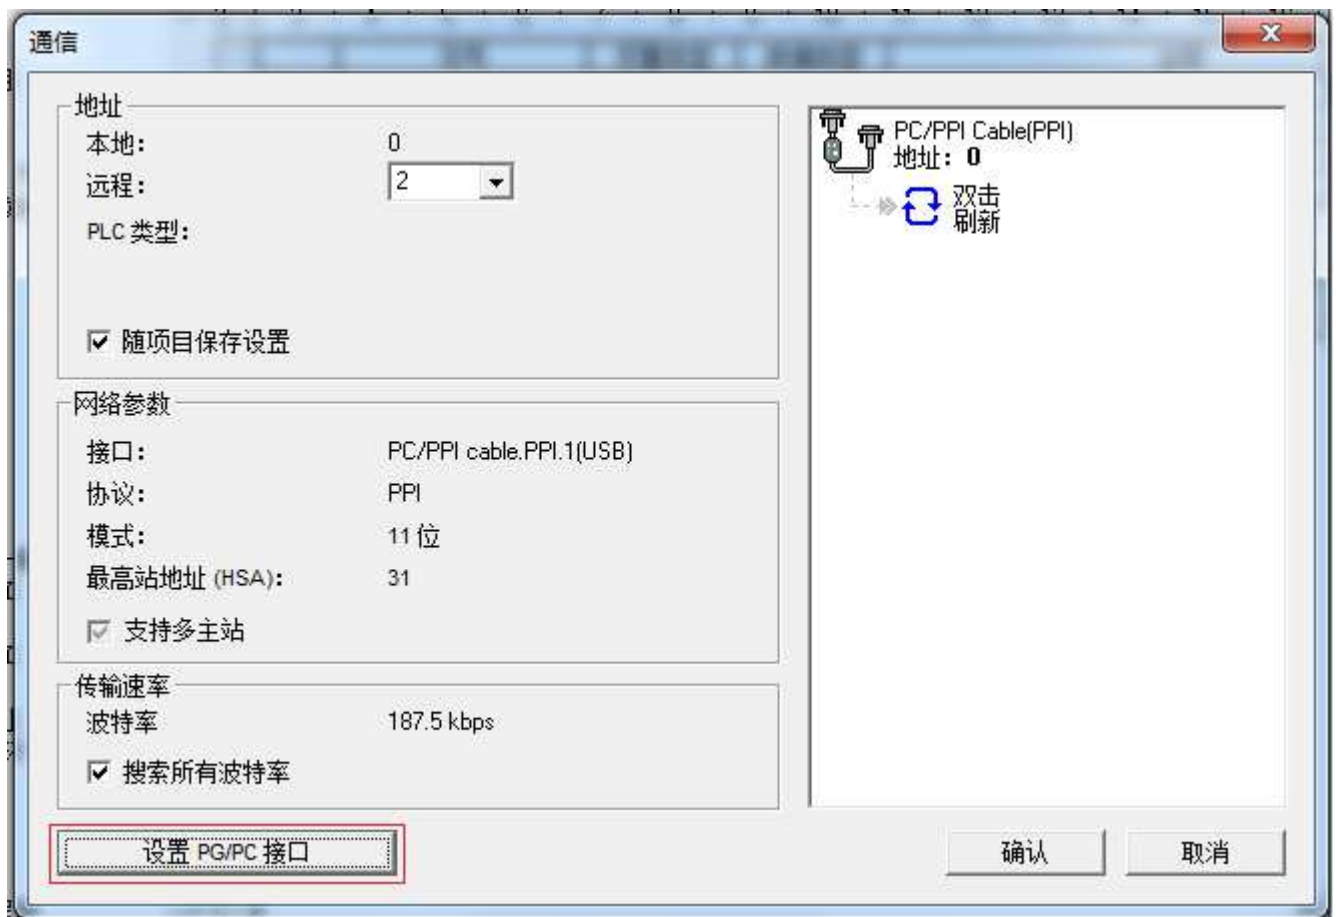 通信
地址
本地： 0
远程： 2
PLC 类型：
随项目保存设置
网络参数
接口： PC/PPI cable.PPI.1(USB)
协议： PPI
模式： 11 位
最高站地址 (HSA)： 31
支持多主站
传输速率
波特率 187.5 kbps
搜索所有波特率
设置 PG/PC 接口
PC/PPI Cable(PPI)
地址： 0
双击
刷新
确认
取消